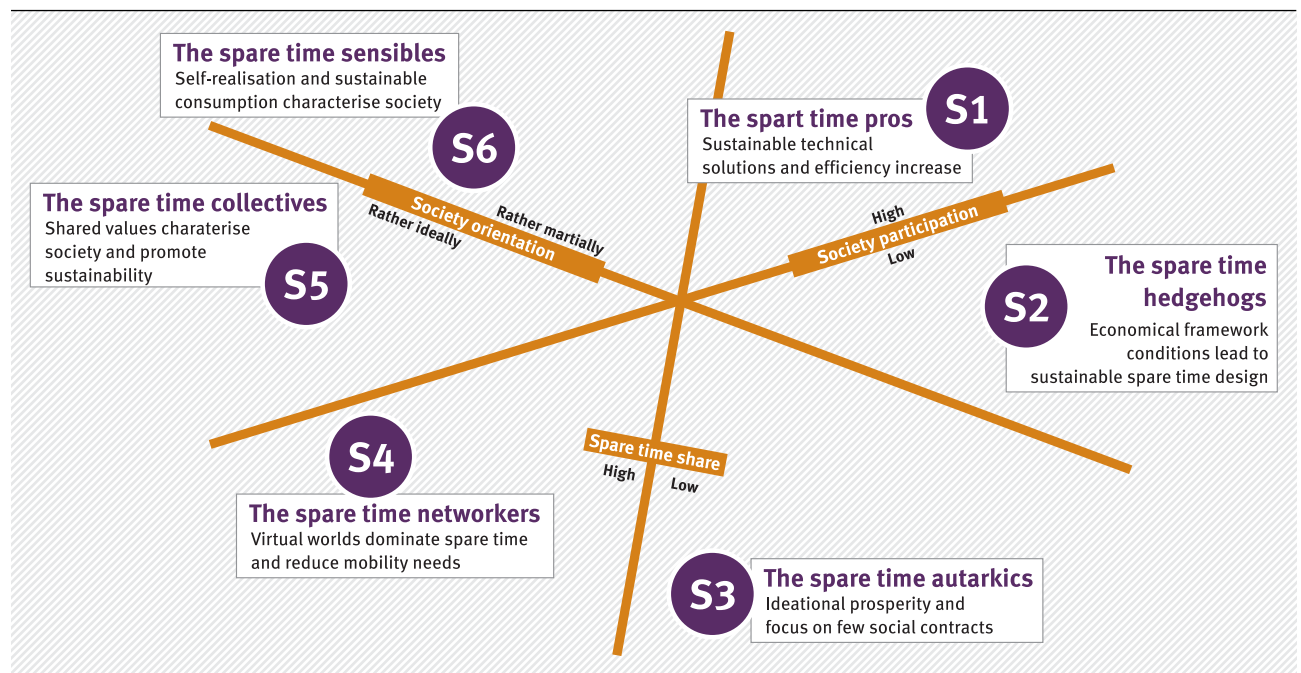 The spare time sensibles
Self-realisation and sustainable
consumption characterise society
S6
The spart time pros
Sustainable technical
solutions and efficiency increase
S1
The spare time collectives
Shared values charaterise
society and promote
sustainability
S5
Society orientation
Rather martially
Rather ideally
High
Society participation
Low
S2
The spare time
hedgehogs
Economical framework
conditions lead to
sustainable spare time design
S4
The spare time networkers
Virtual worlds dominate spare time
and reduce mobility needs
Spare time share
High
Low
S3
The spare time autarkics
Ideational prosperity and
focus on few social contracts